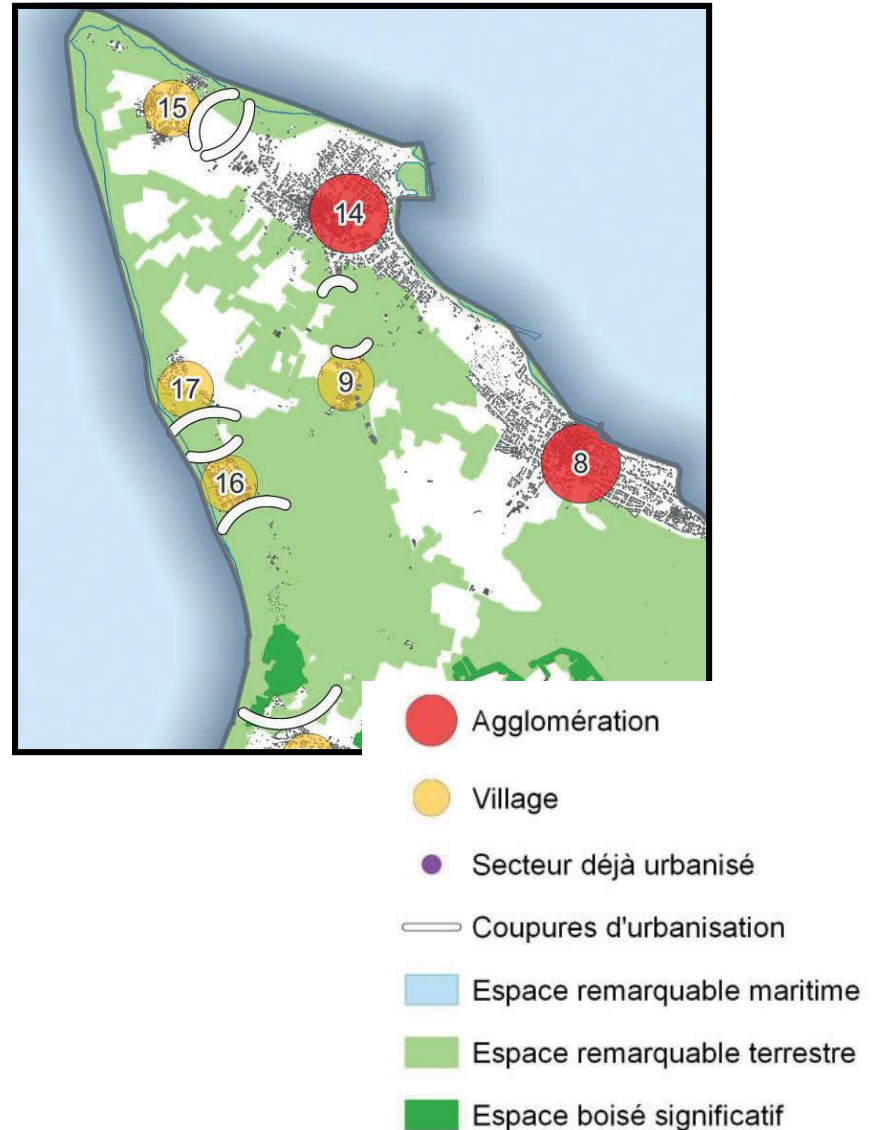 15
14
17
9
8
16
Agglomération
Village
Secteur déjà urbanisé
Coupures d'urbanisation
Espace remarquable maritime
Espace remarquable terrestre
Espace boisé significatif